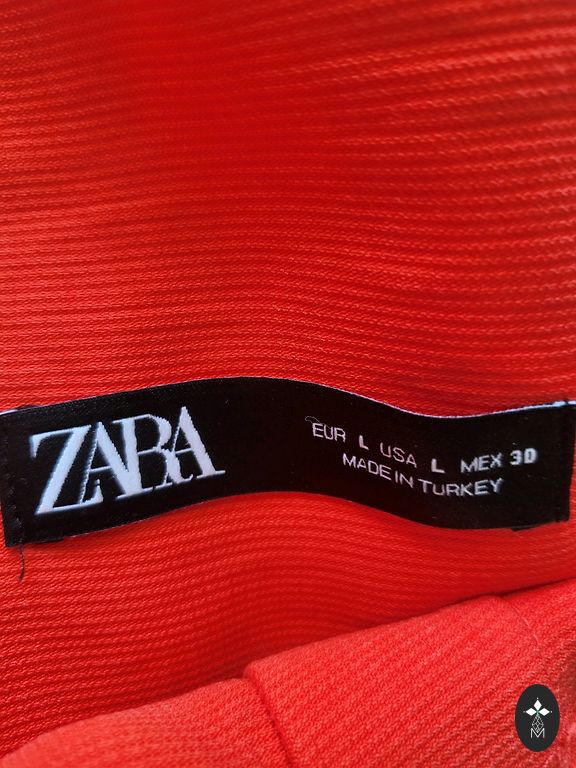 ZARA
EUR L USA L MEX 30
MADE IN TURKEY
M